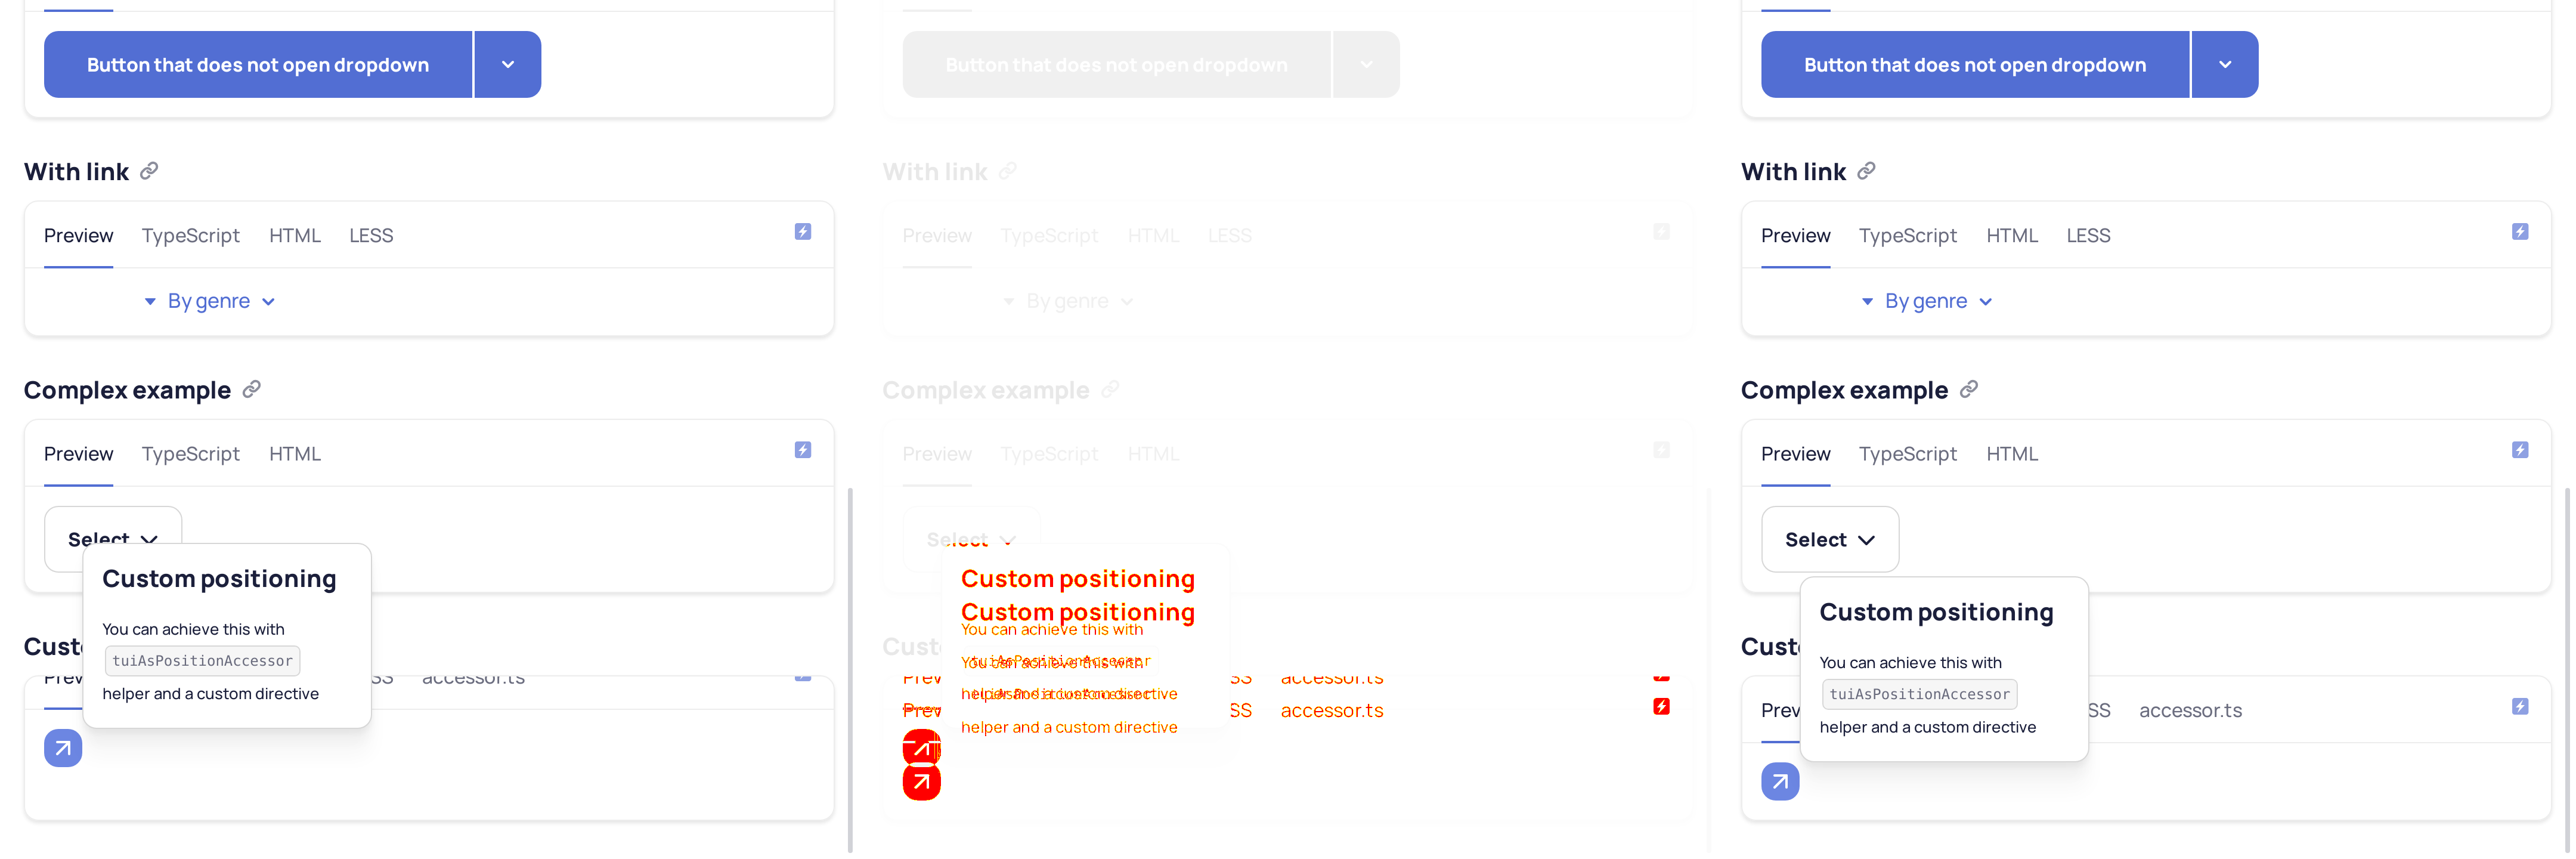 Button that does not open dropdown
With link
Preview TypeScript HTML LESS
By genre
Complex example
Preview TypeScript HTML
Select
Custom positioning
You can achieve this with
Cust
tuiAsPositionAccessor
Prev SS accessor.ts
helper and a custom directive
Button that does not open dropdown
With link
Preview TypeScript HTML LESS
By genre
Complex example
Preview TypeScript HTML
Select
Custom positioning
Custom positioning
You can achieve this with
Cust
You can achieve this with
tuiAsPositionAccessor
Prev SS accessor.ts
helper and a custom directive
Prev SS accessor.ts
helper and a custom directive
Button that does not open dropdown
With link
Preview TypeScript HTML LESS
By genre
Complex example
Preview TypeScript HTML
Select
Custom positioning
Cust
You can achieve this with
tuiAsPositionAccessor
Prev SS accessor.ts
helper and a custom directive